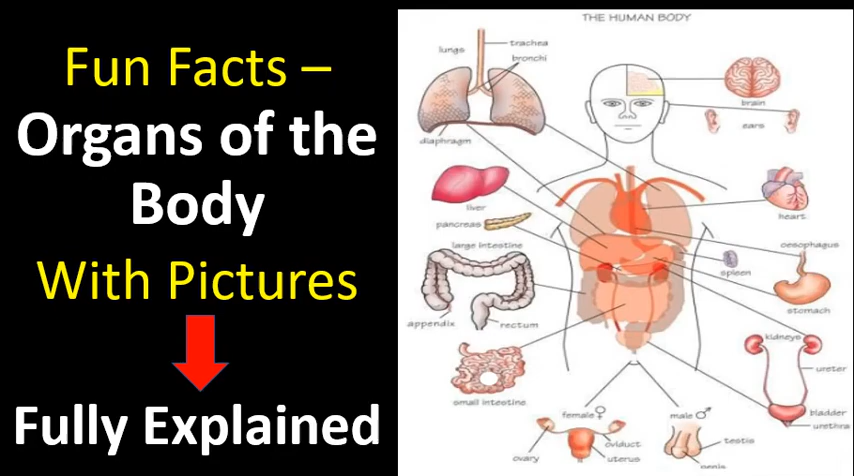 Fun Facts –
Organs of the
Body
With Pictures
Fully Explained
THE HUMAN BODY
lungs
trachea
bronchi
diaphragm
brain
ears
liver
heart
pancreas
large intestine
oesophagus
spleen
stomach
appendix
rectum
kidneys
ureter
small intestine
bladder
urethra
female ♀
male ♂
ovary
oviduct
uterus
testis
penis